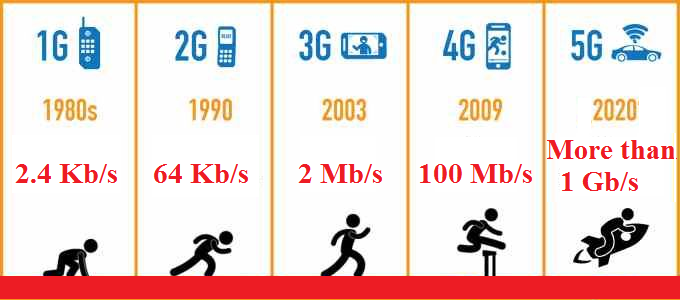 1G
1980s
2.4 Kb/s
2G
1990
64 Kb/s
3G
2003
2 Mb/s
4G
2009
100 Mb/s
5G
2020
More than
1 Gb/s